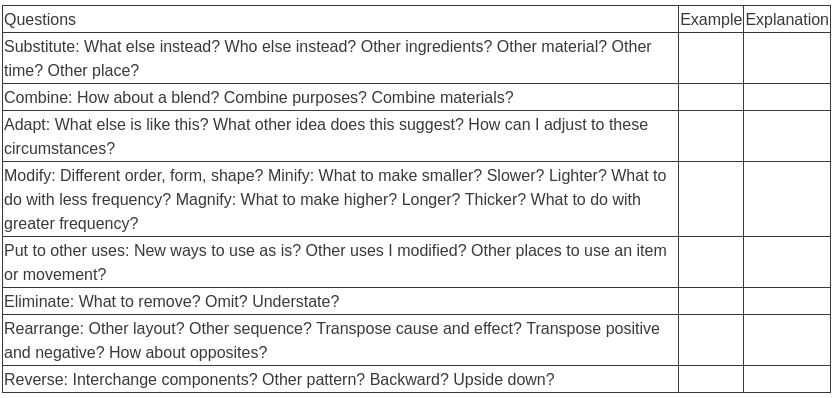 Questions Example Explanation
Substitute: What else instead? Who else instead? Other ingredients? Other material? Other
time? Other place?
Combine: How about a blend? Combine purposes? Combine materials?
Adapt: What else is like this? What other idea does this suggest? How can I adjust to these
circumstances?
Modify: Different order, form, shape? Minify: What to make smaller? Slower? Lighter? What to
do with less frequency? Magnify: What to make higher? Longer? Thicker? What to do with
greater frequency?
Put to other uses: New ways to use as is? Other uses I modified? Other places to use an item
or movement?
Eliminate: What to remove? Omit? Understate?
Rearrange: Other layout? Other sequence? Transpose cause and effect? Transpose positive
and negative? How about opposites?
Reverse: Interchange components? Other pattern? Backward? Upside down?